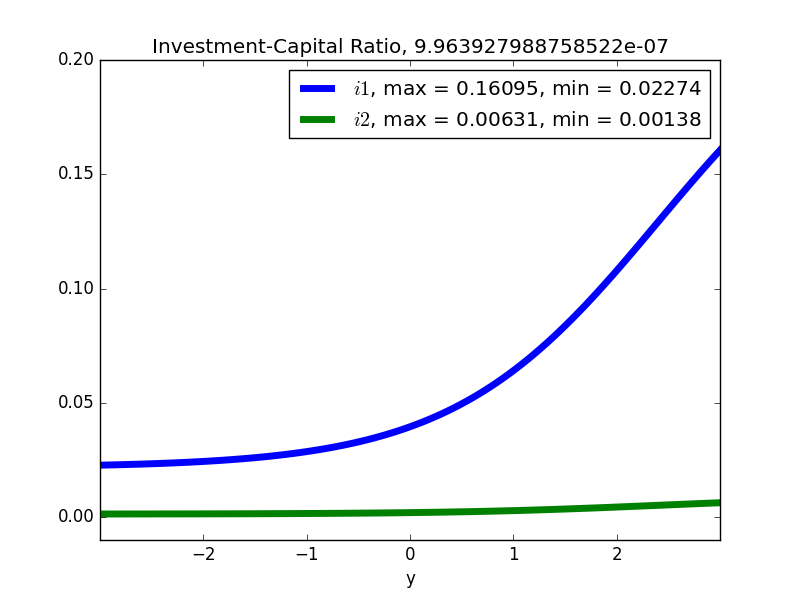 Investment-Capital Ratio, 9.963927988758522e-07
i1, max = 0.16095, min = 0.02274
i2, max = 0.00631, min = 0.00138
0.20
0.15
0.10
0.05
0.00
−2 −1 0 1 2
y